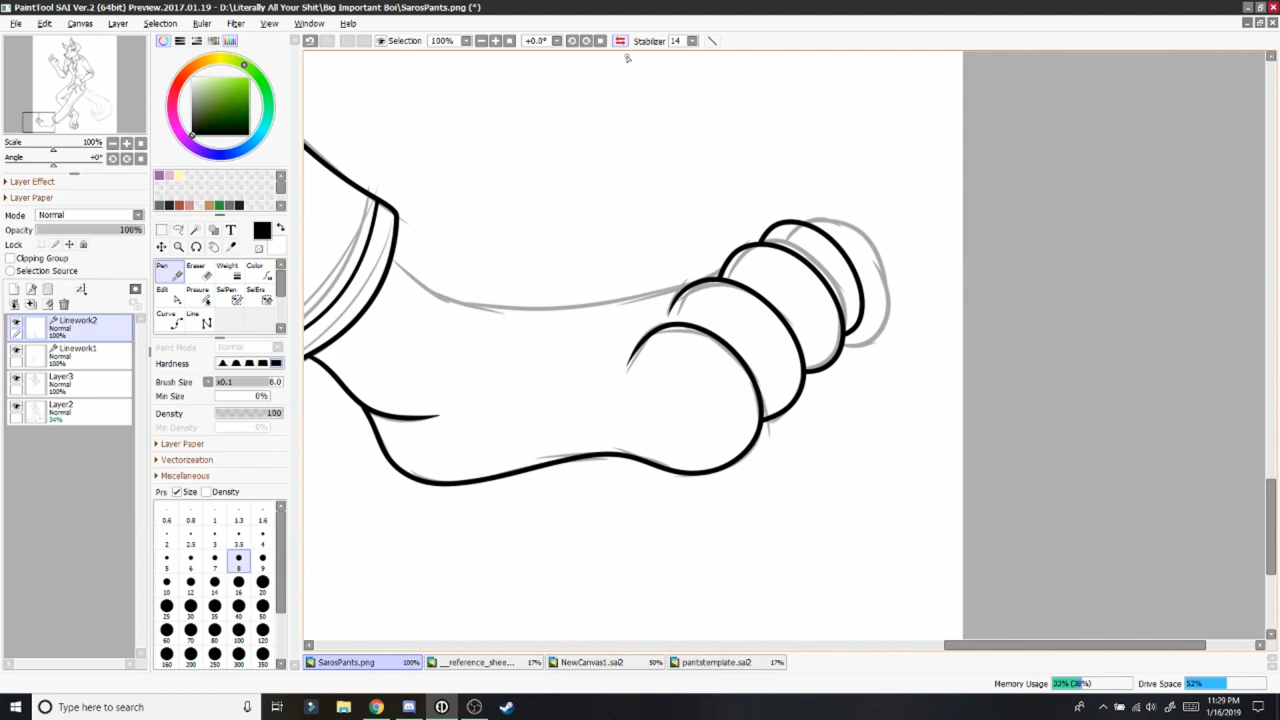 PaintTool SAI Ver.2 (64bit) Preview.2017.01.19 - D:\Literally All Your Shit\Big Important Boi\SarosPants.png (*)
File Edit Canvas Layer Selection Ruler Filter View Window Help
Selection 100% +0.0° Stabilizer 14
Scale 100%
Angle +0°
Layer Effect
Layer Paper
Mode Normal
Opacity 100%
Lock
Clipping Group
Selection Source
Linework2
Normal
100%
Linework1
Normal
100%
Layer3
Normal
100%
Layer2
Normal
34%
T
Pen Eraser Weight Color
Edit Presure SelPen SelErs
Curve Line
Paint Mode Normal
Hardness
Brush Size x0.1 8.0
Min Size 0%
Density 100
Min Density 0%
Layer Paper
Vectorization
Miscellaneous
Prs Size Density
0.6 0.8 1 1.3 1.6
2 2.5 3 3.5 4
5 6 7 8 9
10 12 14 16 20
25 30 35 40 50
60 70 80 100 120
160 200 250 300 350
SarosPants.png 100% __reference_shee... 17% NewCanvas1.sai2 50% pantstemplate.sai2 17%
Memory Usage 33% (38%) Drive Space 52%
Type here to search
11:29 PM
1/16/2019